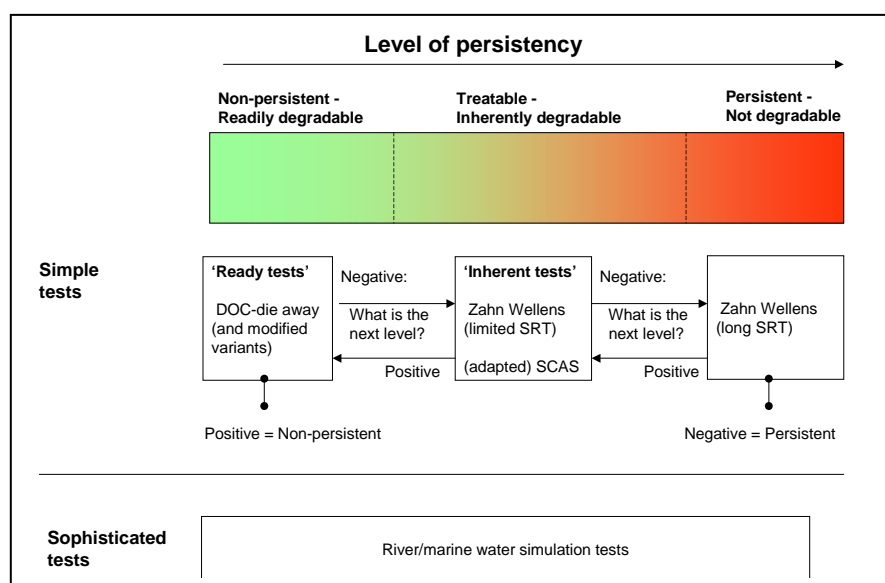 Level of persistency
Non-persistent -
Readily degradable
Treatable -
Inherently degradable
Persistent -
Not degradable
Simple
tests
'Ready tests'
DOC-die away
(and modified
variants)
Negative:
What is the
next level?
Positive
'Inherent tests'
Zahn Wellens
(limited SRT)
(adapted) SCAS
Negative:
What is the
next level?
Positive
Zahn Wellens
(long SRT)
Positive = Non-persistent
Negative = Persistent
Sophisticated
tests
River/marine water simulation tests